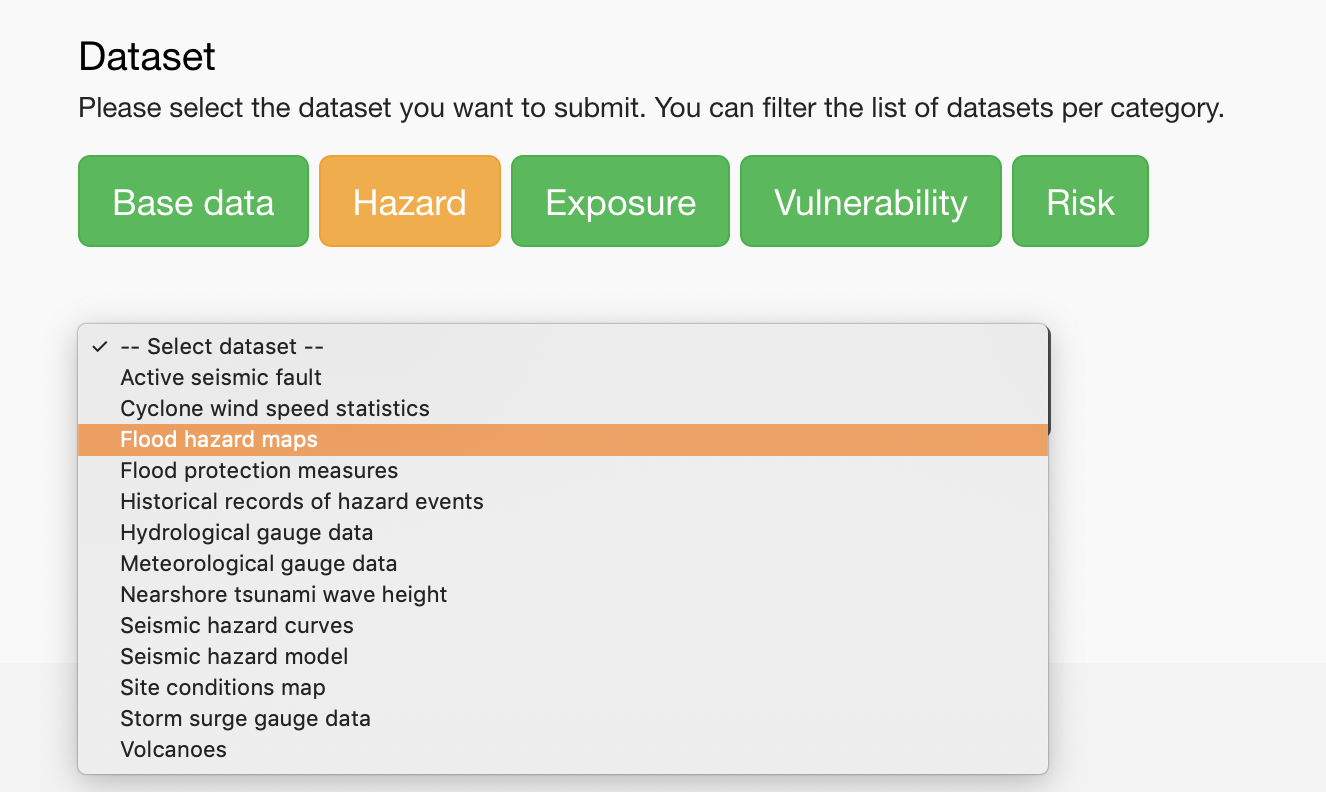 Dataset
Please select the dataset you want to submit. You can filter the list of datasets per category.
Base data Hazard Exposure Vulnerability Risk
✓ -- Select dataset --
Active seismic fault
Cyclone wind speed statistics
Flood hazard maps
Flood protection measures
Historical records of hazard events
Hydrological gauge data
Meteorological gauge data
Nearshore tsunami wave height
Seismic hazard curves
Seismic hazard model
Site conditions map
Storm surge gauge data
Volcanoes